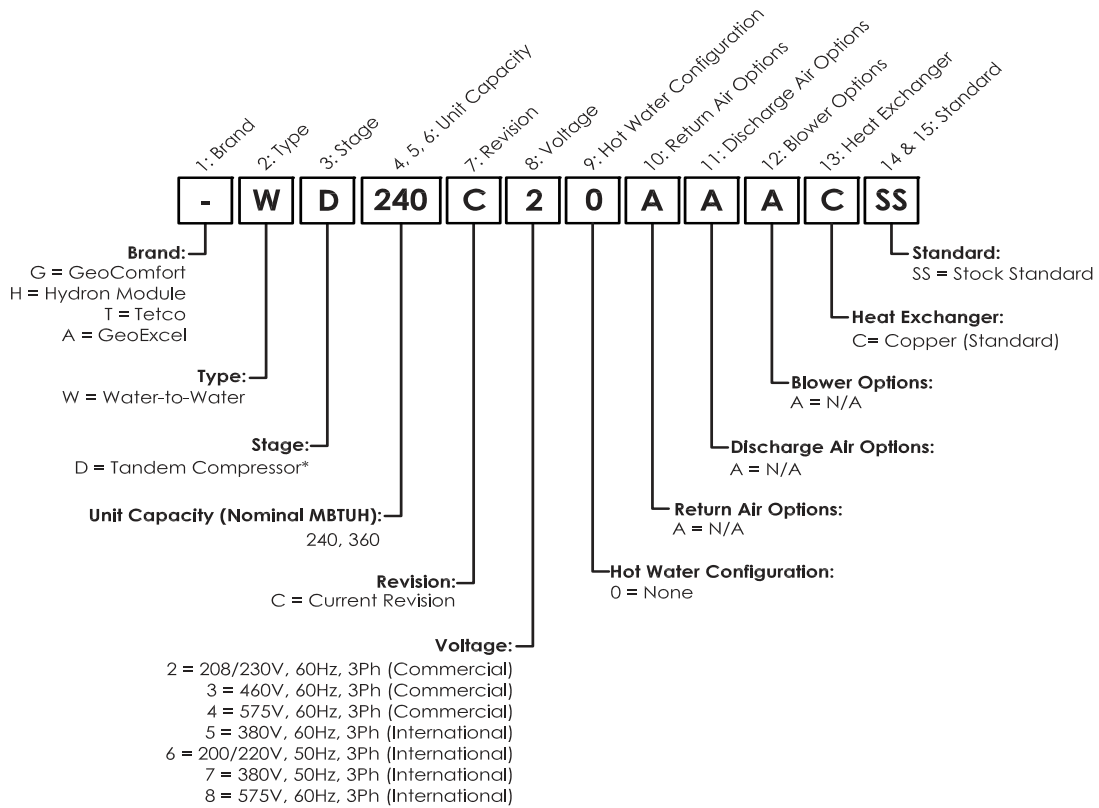 1: Brand
2: Type
3: Stage
4, 5, 6: Unit Capacity
7: Revision
8: Voltage
9: Hot Water Configuration
10: Return Air Options
11: Discharge Air Options
12: Blower Options
13: Heat Exchanger
14 & 15: Standard
- W D 240 C 2 0 A A A C SS
Brand:
G = GeoComfort
H = Hydron Module
T = Tetco
A = GeoExcel
Type:
W = Water-to-Water
Stage:
D = Tandem Compressor*
Unit Capacity (Nominal MBTUH):
240, 360
Revision:
C = Current Revision
Voltage:
2 = 208/230V, 60Hz, 3Ph (Commercial)
3 = 460V, 60Hz, 3Ph (Commercial)
4 = 575V, 60Hz, 3Ph (Commercial)
5 = 380V, 60Hz, 3Ph (International)
6 = 200/220V, 50Hz, 3Ph (International)
7 = 380V, 50Hz, 3Ph (International)
8 = 575V, 60Hz, 3Ph (International)
Standard:
SS = Stock Standard
Heat Exchanger:
C= Copper (Standard)
Blower Options:
A = N/A
Discharge Air Options:
A = N/A
Return Air Options:
A = N/A
Hot Water Configuration:
0 = None